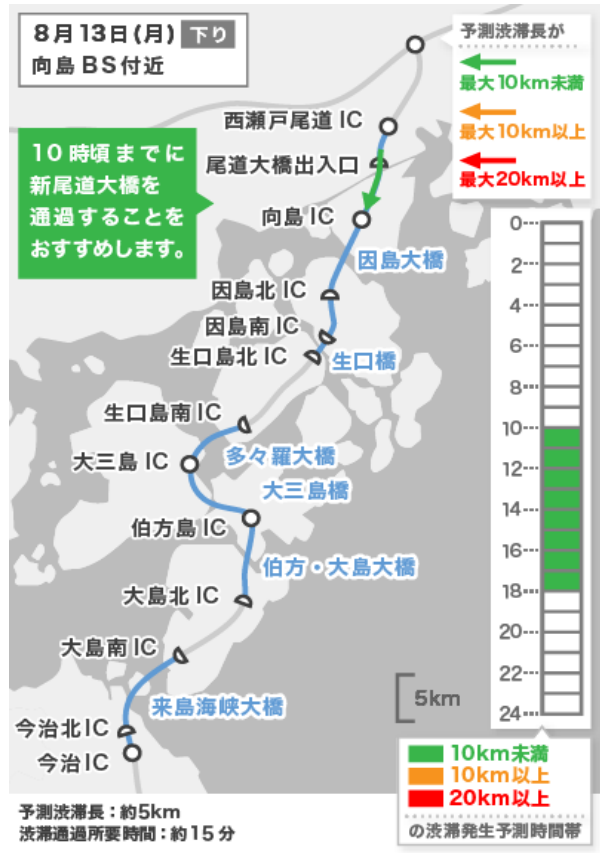 8月13日(月) 下り
向島BS付近
10時頃までに
新尾道大橋を
通過することを
おすすめします。
予測渋滞長が
最大10km未満
最大10km以上
最大20km以上
西瀬戸尾道IC
尾道大橋出入口
向島IC
因島大橋
因島北IC
因島南IC
生口島北IC
生口橋
生口島南IC
多々羅大橋
大三島IC
大三島橋
伯方島IC
伯方・大島大橋
大島北IC
大島南IC
来島海峡大橋
今治北IC
今治IC
5km
0
2
4
6
8
10
12
14
16
18
20
22
24
10km未満
10km以上
20km以上
の渋滞発生予測時間帯
予測渋滞長：約5km
渋滞通過所要時間：約15分